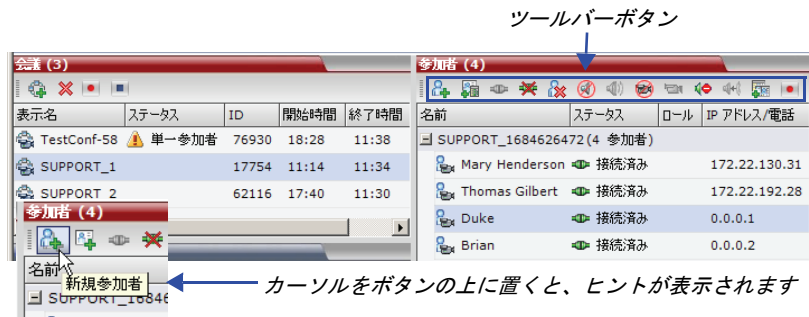 ツールバーボタン
会議 (3)
表示名 ステータス ID 開始時間 終了時間
TestConf-58 単一参加者 76930 18:28 11:38
SUPPORT_1 17754 11:14 11:34
SUPPORT_2 62116 17:40 11:30
参加者 (4)
名前 ステータス ロール IP アドレス/電話
SUPPORT_1684626472(4 参加者)
Mary Henderson 接続済み 172.22.130.31
Thomas Gilbert 接続済み 172.22.192.28
Duke 接続済み 0.0.0.1
Brian 接続済み 0.0.0.2
参加者 (4)
名前
新規参加者
SUPPORT_16846
カーソルをボタンの上に置くと、ヒントが表示されます